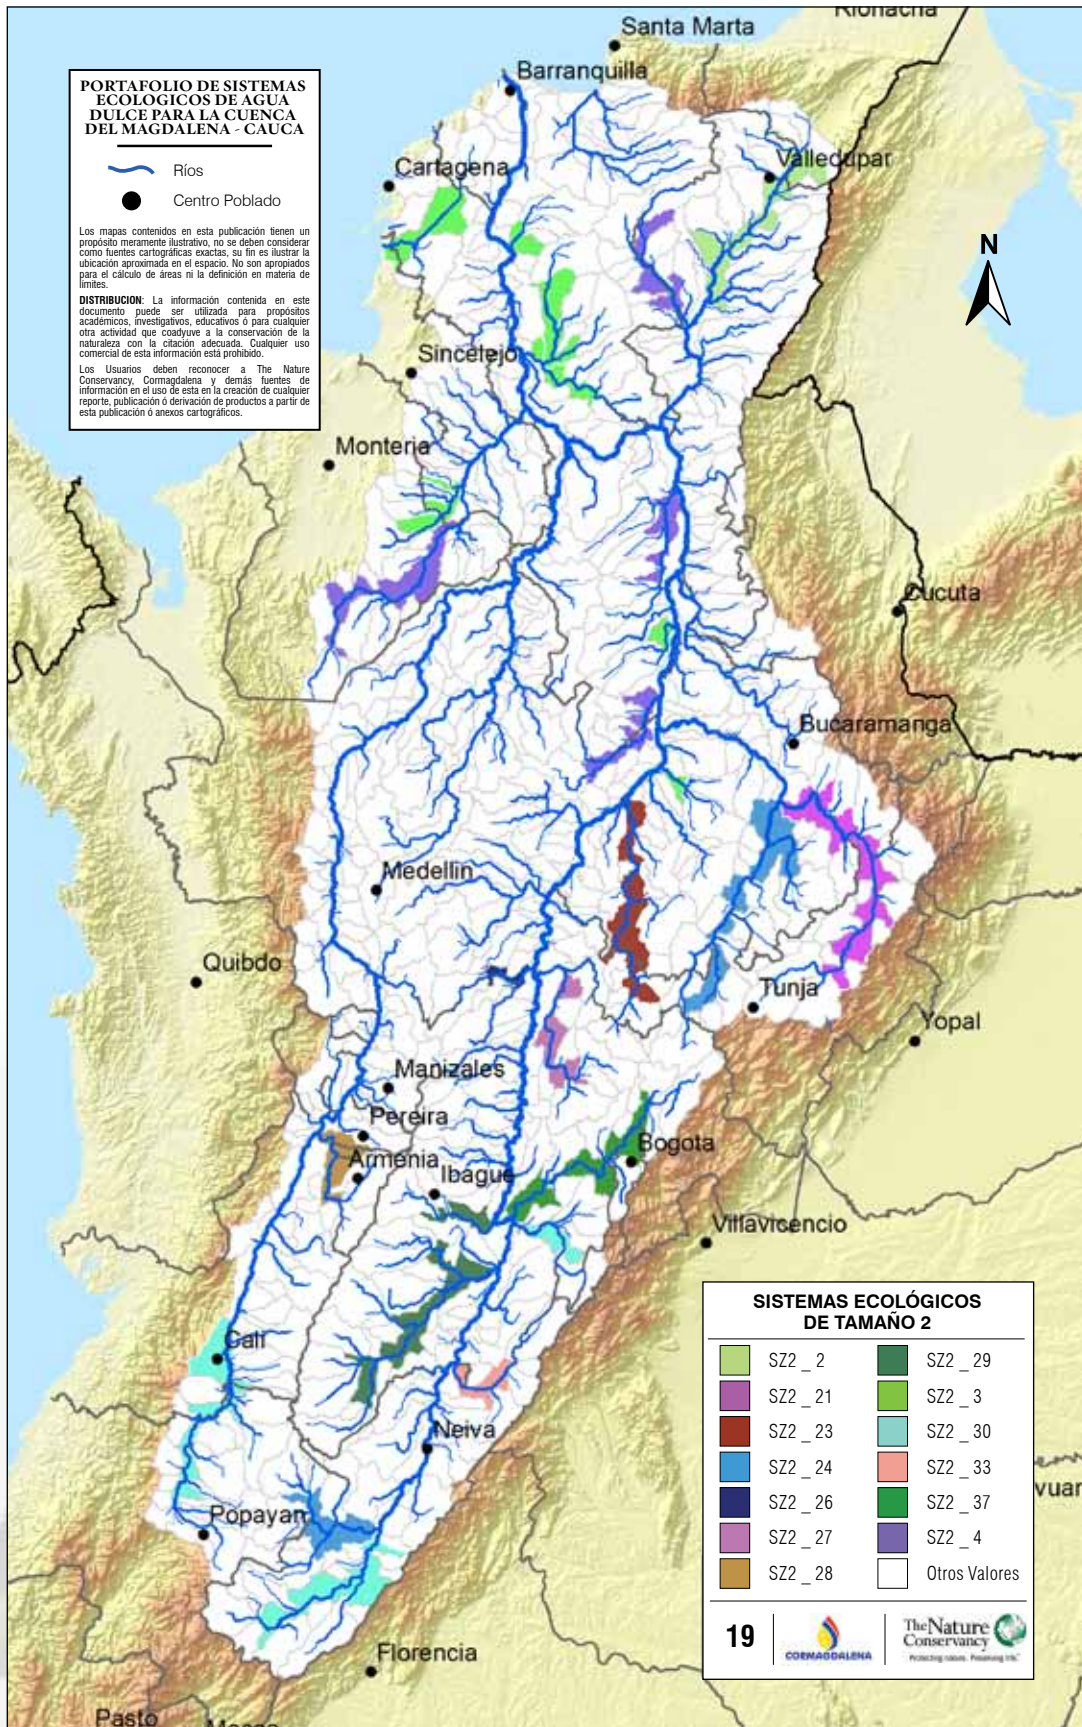 Riohacha
Santa Marta
Barranquilla
PORTAFOLIO DE SISTEMAS
ECOLOGICOS DE AGUA
DULCE PARA LA CUENCA
DEL MAGDALENA - CAUCA
Ríos
Centro Poblado
Los mapas contenidos en esta publicación tienen un
propósito meramente ilustrativo, no se deben considerar
como fuentes cartográficas exactas, su fin es ilustrar la
ubicación aproximada en el espacio. No son apropiados
para el cálculo de áreas ni la definición en materia de
límites.
DISTRIBUCION: La información contenida en este
documento puede ser utilizada para propósitos
académicos, investigativos, educativos ó para cualquier
otra actividad que coadyuve a la conservación de la
naturaleza con la citación adecuada. Cualquier uso
comercial de esta información está prohibido.
Los Usuarios deben reconocer a The Nature
Conservancy, Cormagdalena y demás fuentes de
información en el uso de esta en la creación de cualquier
reporte, publicación ó derivación de productos a partir de
esta publicación ó anexos cartográficos.
Cartagena
Valledupar
N
Sincelejo
Monteria
Cucuta
Bucaramanga
Medellin
Quibdo
Tunja
Yopal
Manizales
Pereira
Armenia
Ibague
Bogota
Villavicencio
Cali
Neiva
Popayan
Florencia
Pasto
Mocoa
vuar
SISTEMAS ECOLÓGICOS
DE TAMAÑO 2
SZ2 _ 2
SZ2 _ 21
SZ2 _ 23
SZ2 _ 24
SZ2 _ 26
SZ2 _ 27
SZ2 _ 28
SZ2 _ 29
SZ2 _ 3
SZ2 _ 30
SZ2 _ 33
SZ2 _ 37
SZ2 _ 4
Otros Valores
19
CORMAGDALENA
The Nature
Conservancy
Protecting nature. Preserving life.